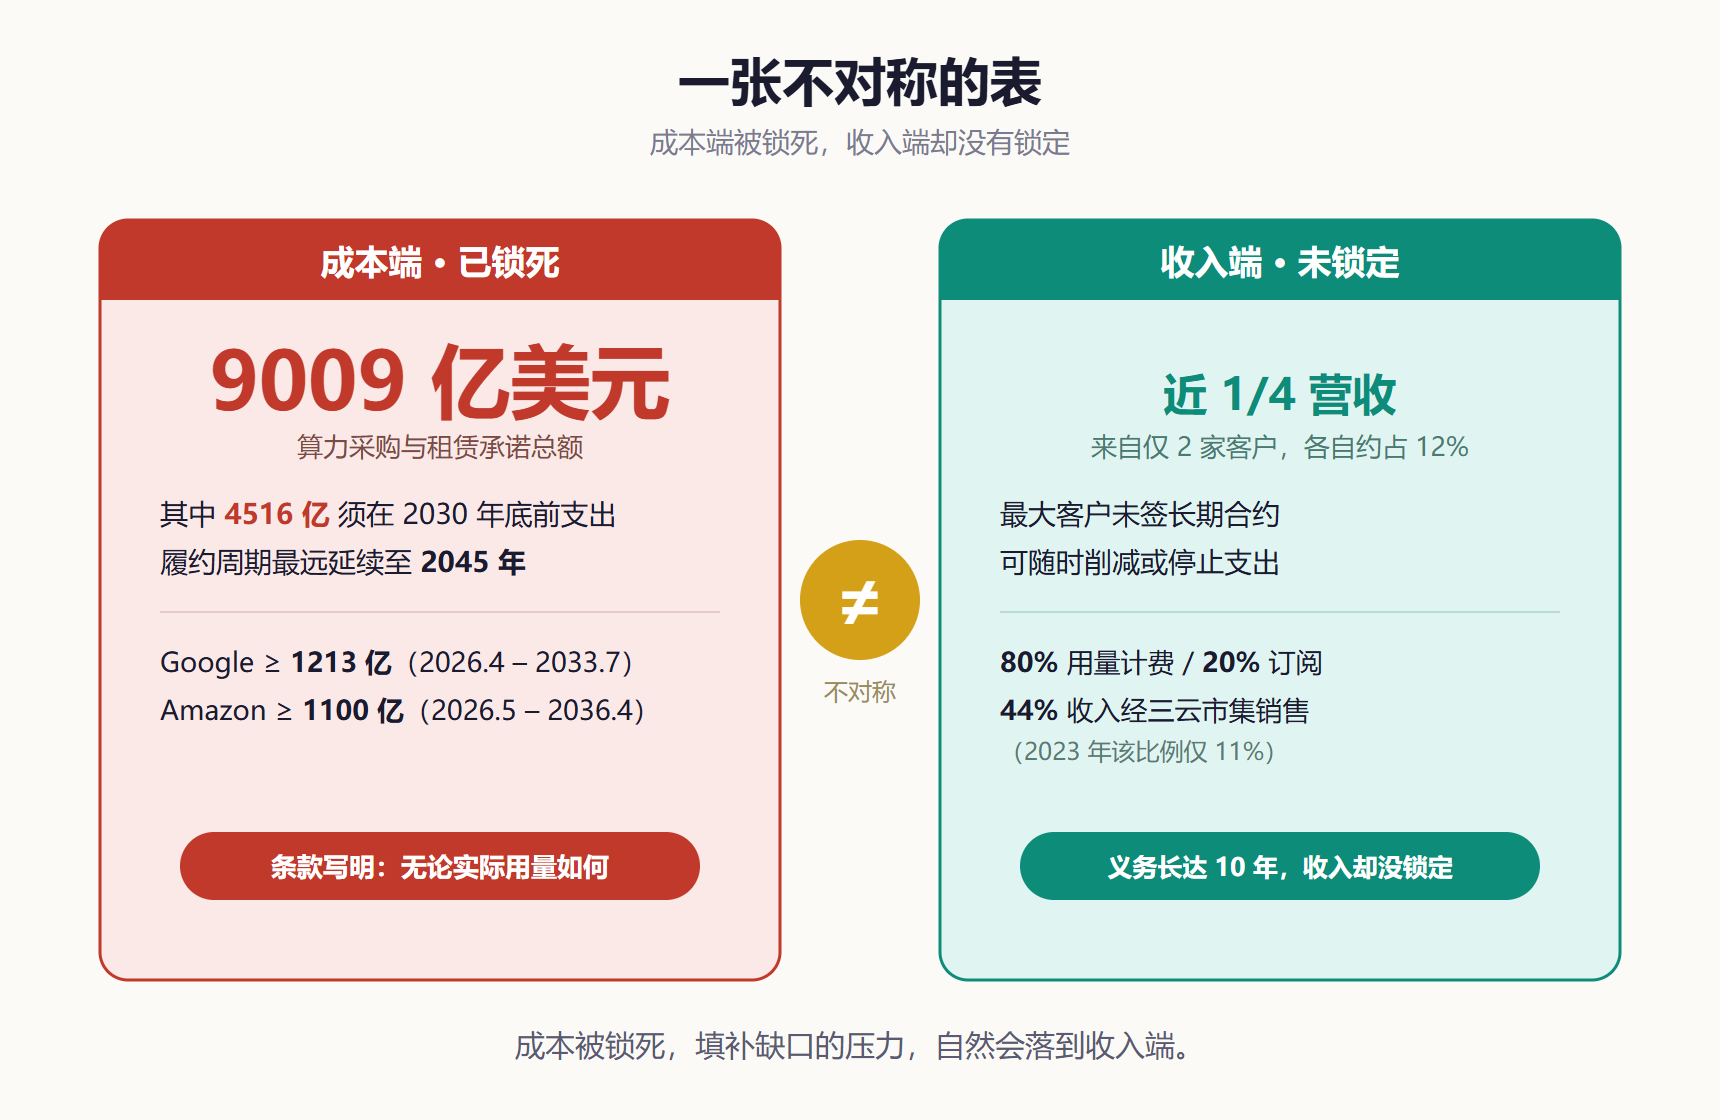 一张不对称的表
成本端被锁死，收入端却没有锁定
成本端 • 已锁死
9009 亿美元
算力采购与租赁承诺总额
其中 4516 亿 须在 2030 年底前支出
履约周期最远延续至 2045 年
Google ≥ 1213 亿（2026.4 – 2033.7）
Amazon ≥ 1100 亿（2026.5 – 2036.4）
条款写明：无论实际用量如何
≠
不对称
收入端 • 未锁定
近 1/4 营收
来自仅 2 家客户，各自约占 12%
最大客户未签长期合约
可随时削减或停止支出
80% 用量计费 / 20% 订阅
44% 收入经三云市集销售
（2023 年该比例仅 11%）
义务长达 10 年，收入却没锁定
成本被锁死，填补缺口的压力，自然会落到收入端。